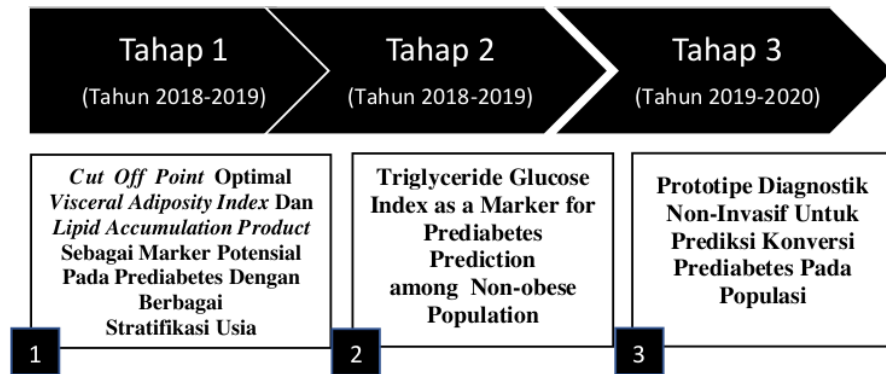 Tahap 1
(Tahun 2018-2019)
Tahap 2
(Tahun 2018-2019)
Tahap 3
(Tahun 2019-2020)
Cut Off Point Optimal
Visceral Adiposity Index Dan
Lipid Accumulation Product
Sebagai Marker Potensial
Pada Prediabetes Dengan
Berbagai
Stratifikasi Usia
1
Triglyceride Glucose
Index as a Marker for
Prediabetes
Prediction
among Non-obese
Population
2
Prototipe Diagnostik
Non-Invasif Untuk
Prediksi Konversi
Prediabetes Pada
Populasi
3